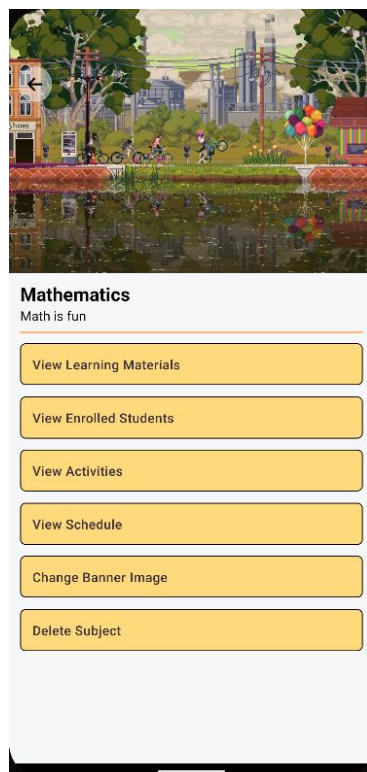 Shoes
Mathematics
Math is fun
View Learning Materials
View Enrolled Students
View Activities
View Schedule
Change Banner Image
Delete Subject